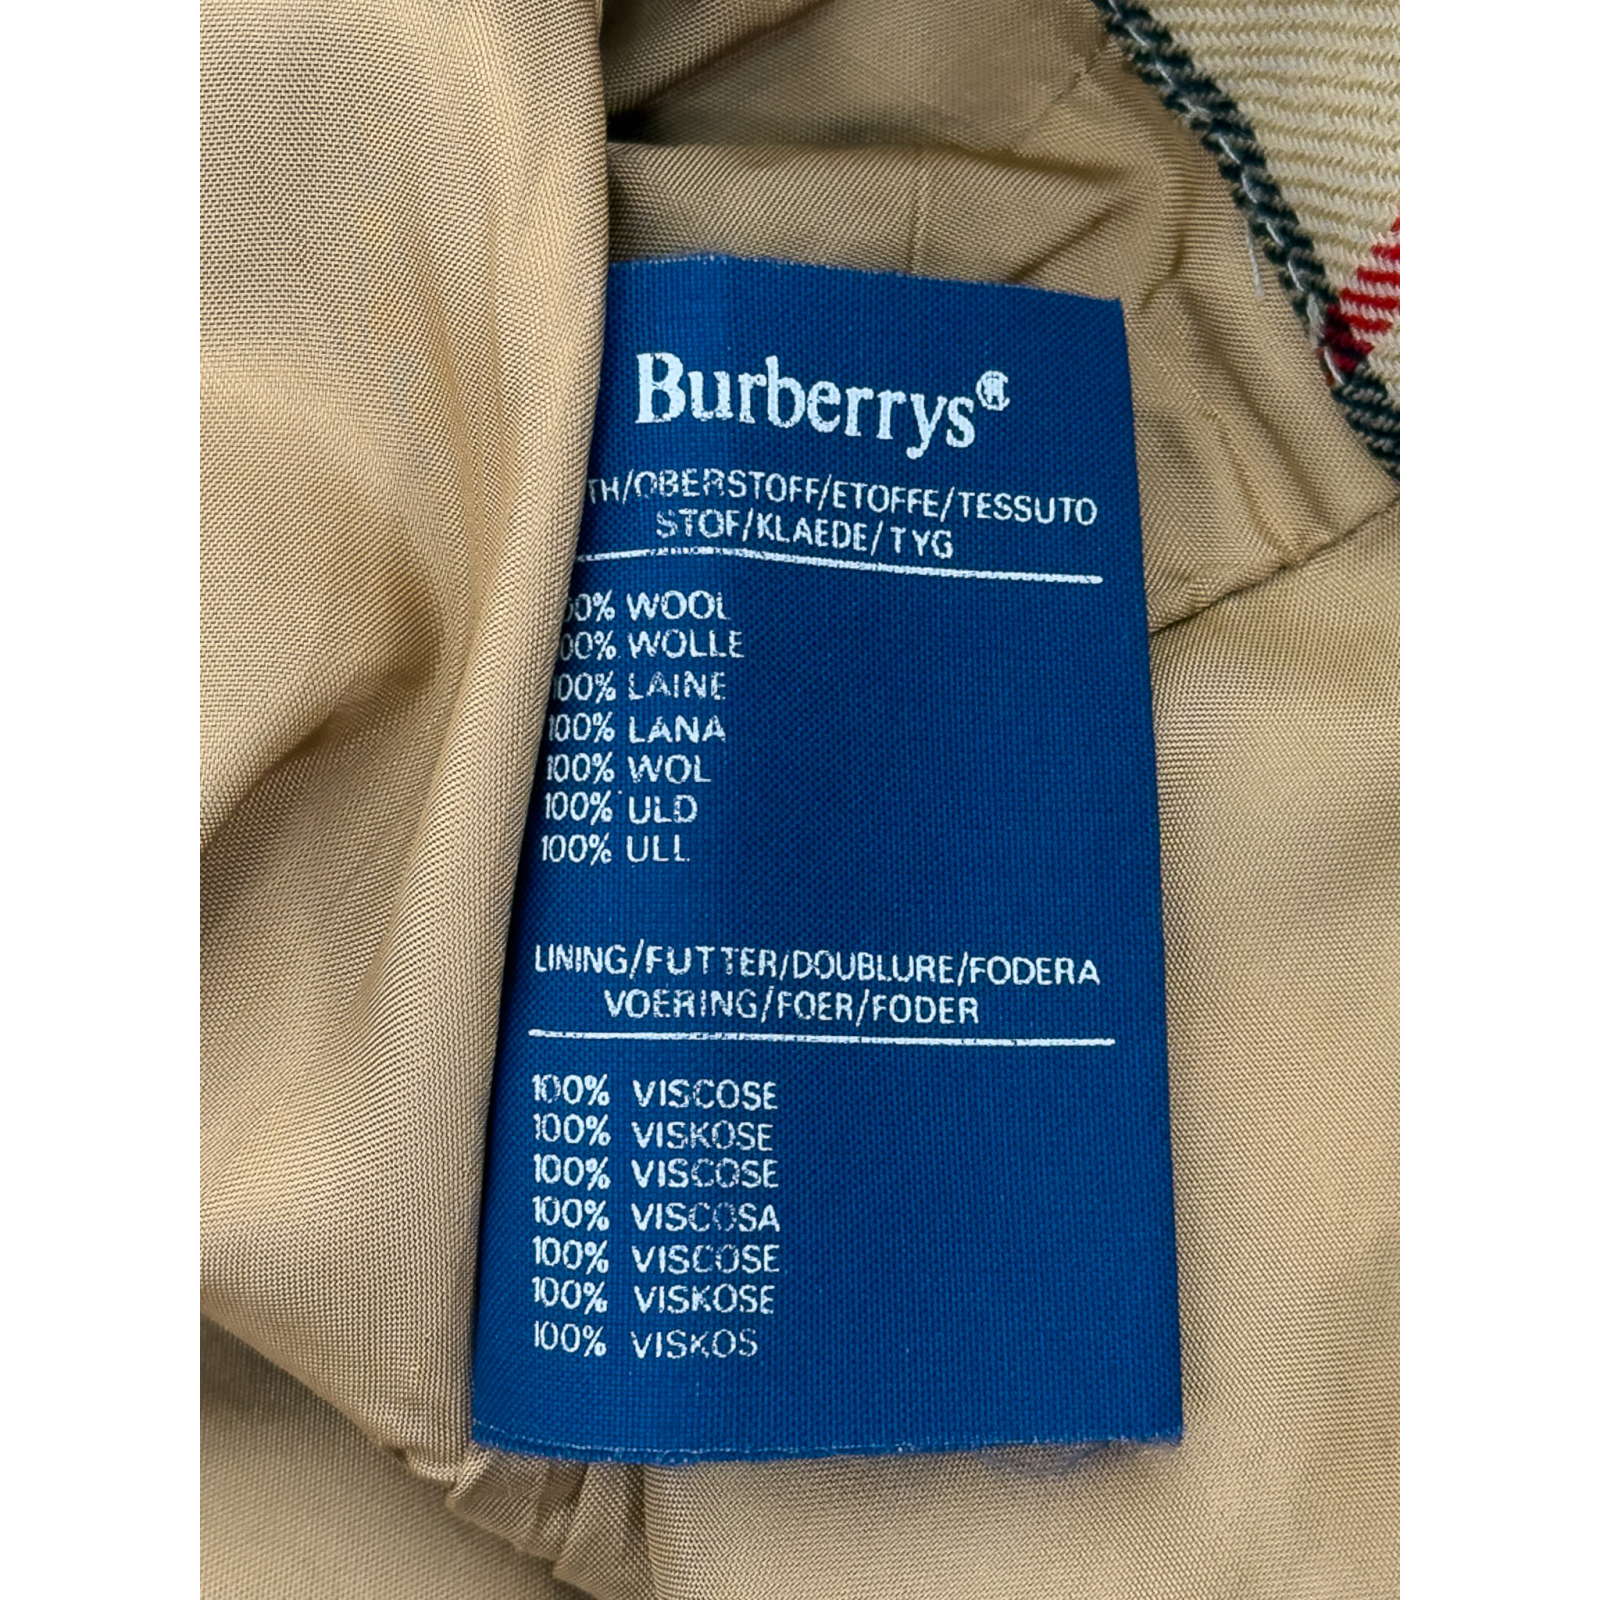 Burberrys®
TH/OBERSTOFF/ETOFFE/TESSUTO
STOF/KLAEDE/TYG
00% WOOL
00% WOLLE
100% LAINE
100% LANA
100% WOL
100% ULD
100% ULL
LINING/FUTTER/DOUBLURE/FODERA
VOERING/FOER/FODER
100% VISCOSE
100% VISKOSE
100% VISCOSE
100% VISCOSA
100% VISCOSE
100% VISKOSE
100% VISKOS